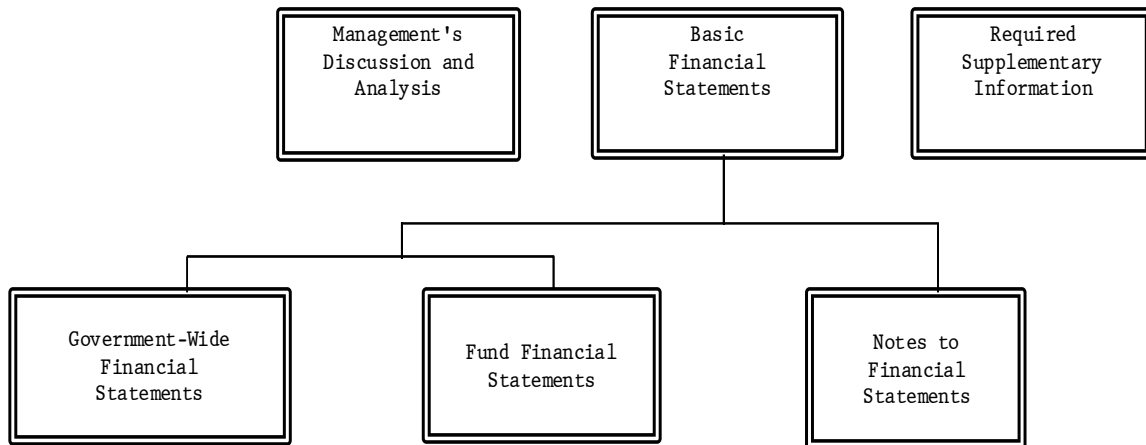 Management's
Discussion and
Analysis
Basic
Financial
Statements
Required
Supplementary
Information
Government-Wide
Financial
Statements
Fund Financial
Statements
Notes to
Financial
Statements